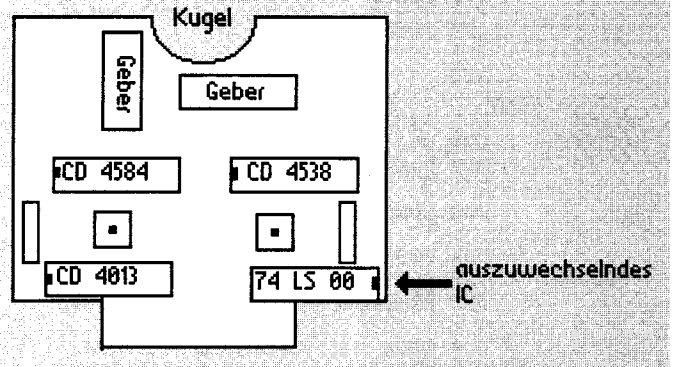 Kugel
Geber
Geber
CD 4584
CD 4538
CD 4013
74 LS 00
auszuwechselndes
IC